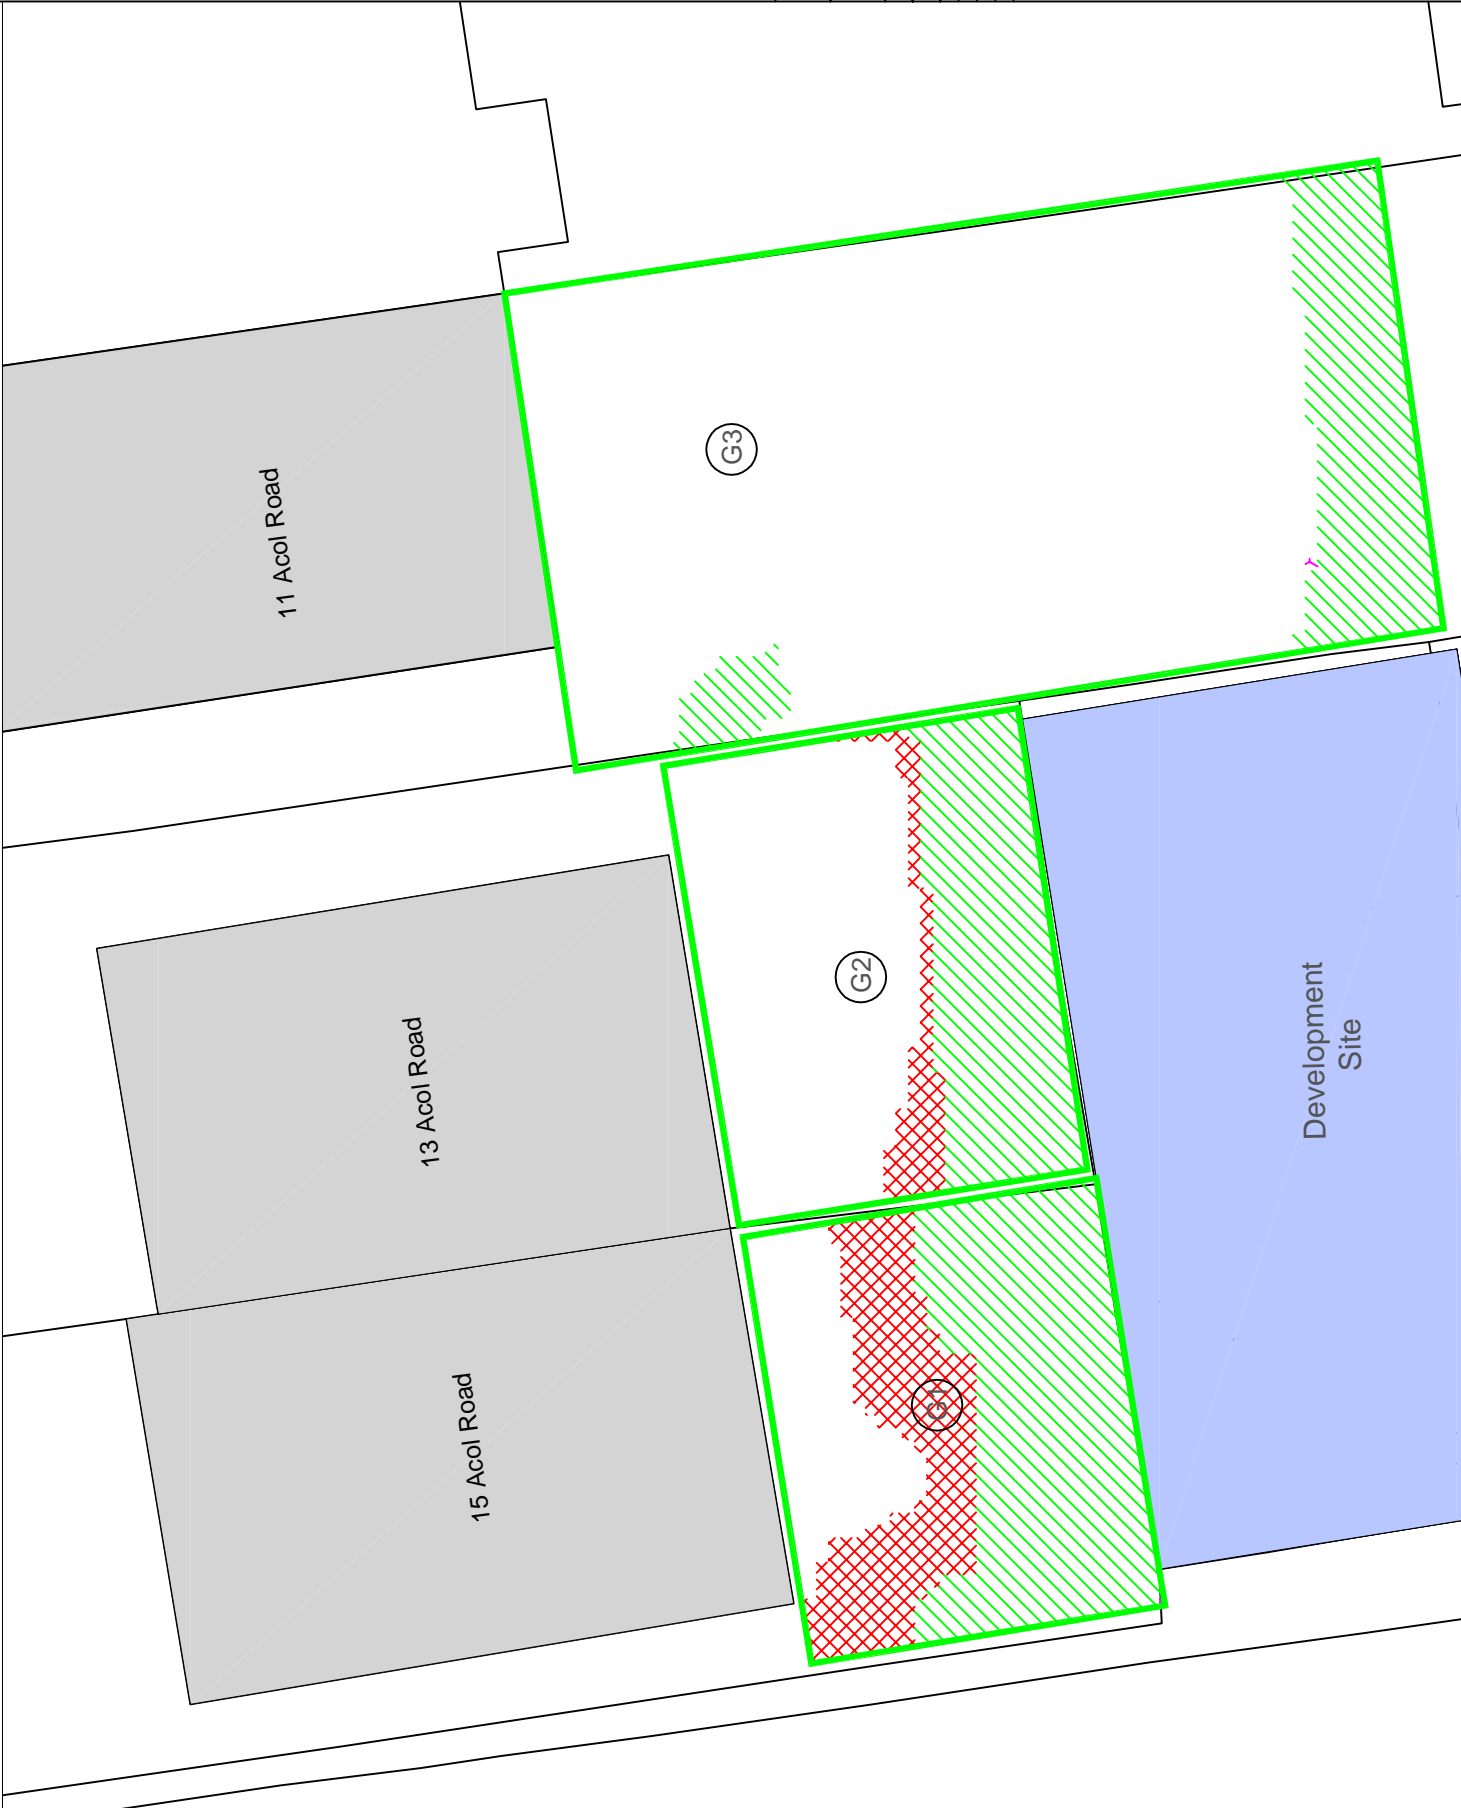 11 Acol Road
G3
13 Acol Road
G2
Development
Site
15 Acol Road
G1